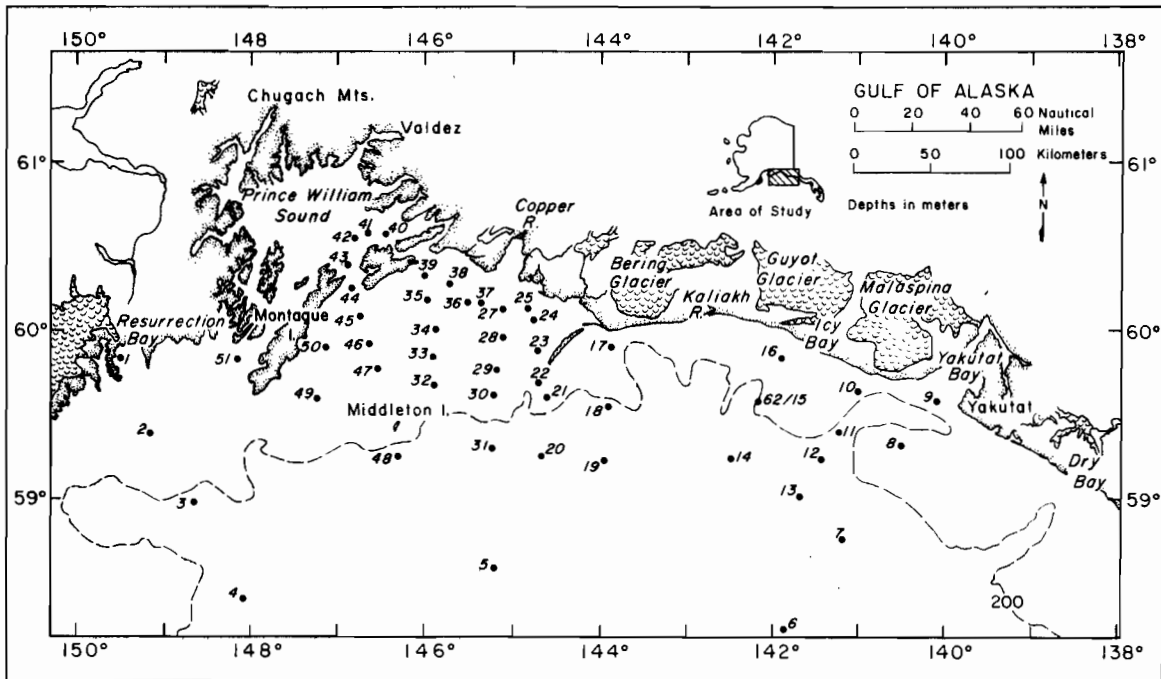 150° 148° 146° 144° 142° 140° 138°
GULF OF ALASKA
0 20 40 60 Nautical Miles
0 50 100 Kilometers
Depths in meters
N
Area of Study
61° 61°
60° 60°
59° 59°
Chugach Mts.
Valdez
Prince William
Sound
Copper
R.
Bering
Glacier
Guyot
Glacier
Malaspina
Glacier
Kaliakh
R.
Icy
Bay
Yakutat
Bay
Yakutat
Dry
Bay
Resurrection
Bay
Montague
I.
Middleton I.
41 40
42
43
44
45
39 38
35 36 37
27 25
24
34 28 23
33 29 22
32 30 21
50 46
47
49
51
1
2
3
4
48
31 20
19
18
17
16
62/15
14
10 9
11
12
8
13
7
5
6
200
150° 148° 146° 144° 142° 140° 138°